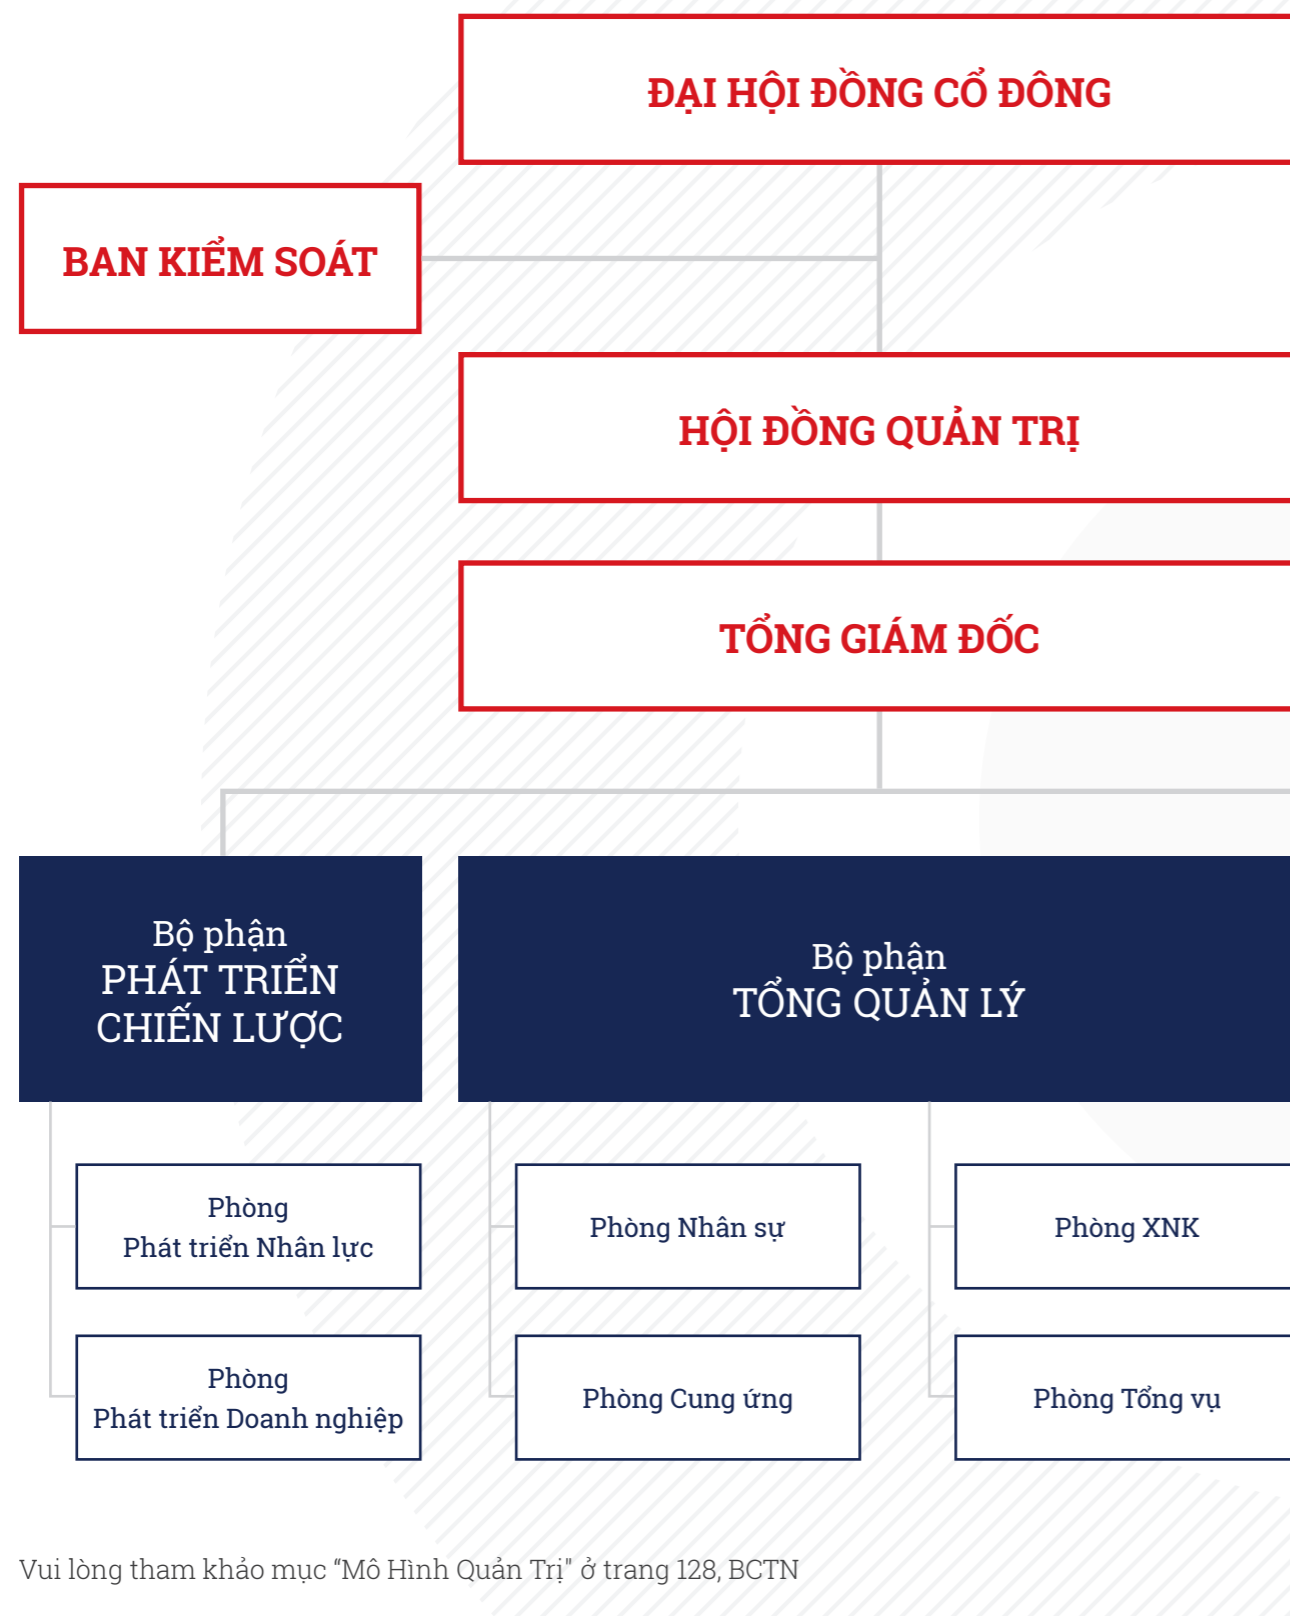 ĐẠI HỘI ĐỒNG CỔ ĐÔNG
BAN KIỂM SOÁT
HỘI ĐỒNG QUẢN TRỊ
TỔNG GIÁM ĐỐC
Bộ phận
PHÁT TRIỂN
CHIẾN LƯỢC
Bộ phận
TỔNG QUẢN LÝ
Phòng
Phát triển Nhân lực
Phòng Nhân sự
Phòng XNK
Phòng
Phát triển Doanh nghiệp
Phòng Cung ứng
Phòng Tổng vụ
Vui lòng tham khảo mục “Mô Hình Quản Trị" ở trang 128, BCTN